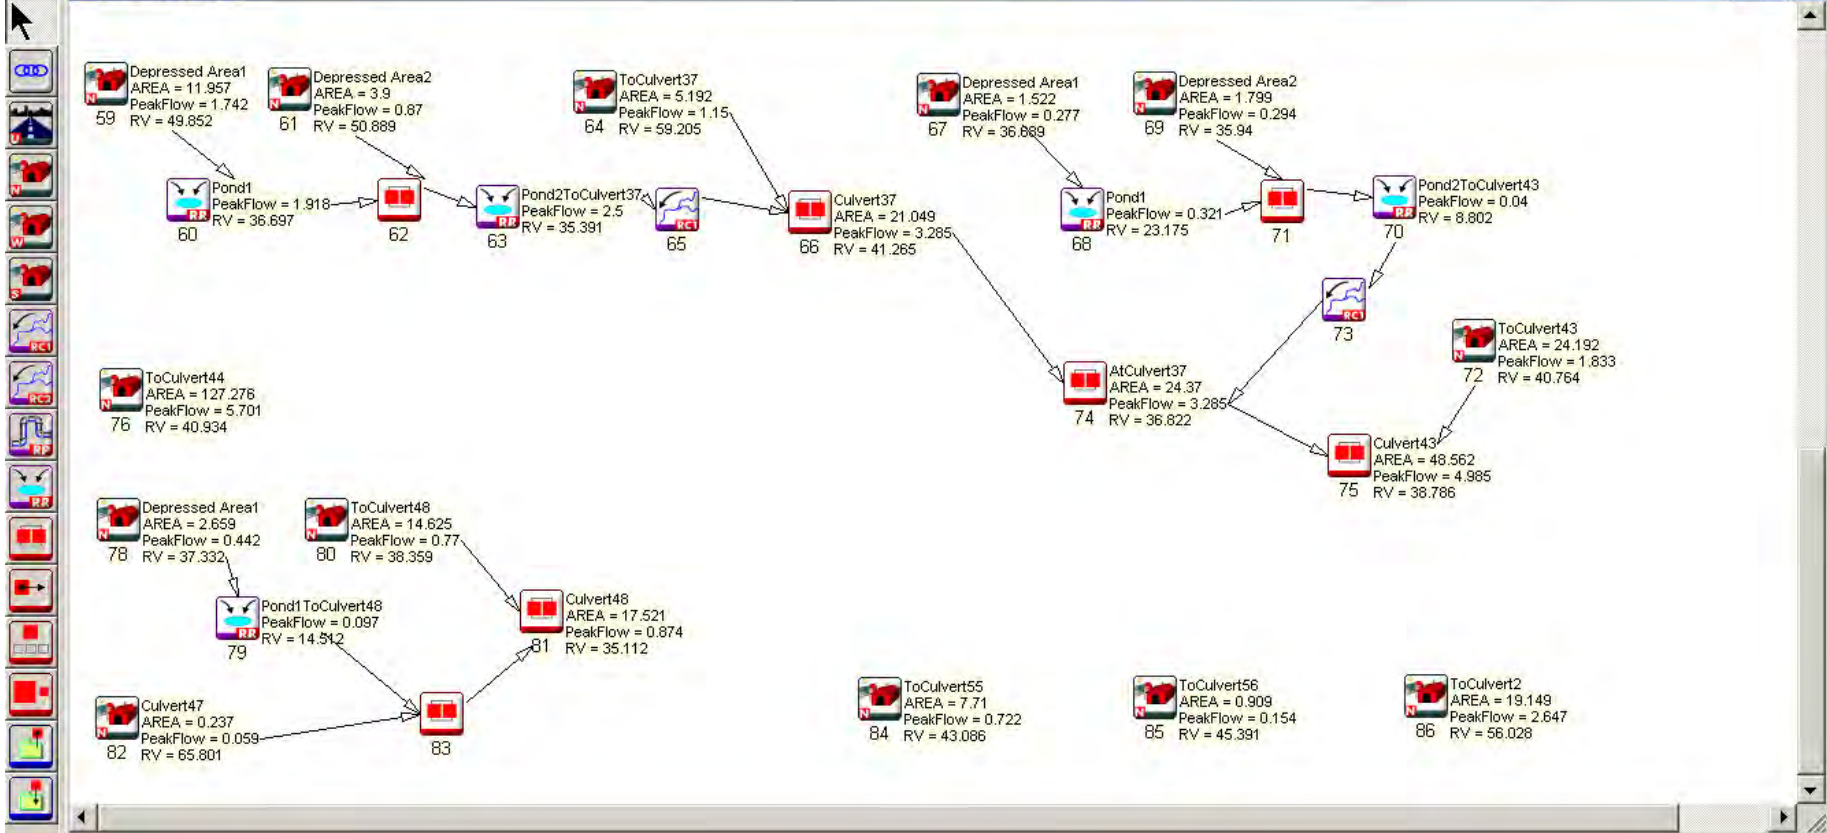 Depressed Area1
AREA = 11.957
PeakFlow = 1.742
RV = 49.852
59
Depressed Area2
AREA = 3.9
PeakFlow = 0.87
RV = 50.889
61
ToCulvert37
AREA = 5.192
PeakFlow = 1.15
RV = 59.205
64
Depressed Area1
AREA = 1.522
PeakFlow = 0.277
RV = 36.689
67
Depressed Area2
AREA = 1.799
PeakFlow = 0.294
RV = 35.94
69
Pond1
PeakFlow = 1.918
RV = 36.697
60
62
Pond2ToCulvert37
PeakFlow = 2.5
RV = 35.391
63
65
Culvert37
AREA = 21.049
PeakFlow = 3.285
RV = 41.265
66
Pond1
PeakFlow = 0.321
RV = 23.175
68
71
Pond2ToCulvert43
PeakFlow = 0.04
RV = 8.802
70
73
ToCulvert43
AREA = 24.192
PeakFlow = 1.833
RV = 40.764
72
ToCulvert44
AREA = 127.276
PeakFlow = 5.701
RV = 40.934
76
AtCulvert37
AREA = 24.37
PeakFlow = 3.285
RV = 36.822
74
Culvert43
AREA = 48.562
PeakFlow = 4.985
RV = 38.786
75
Depressed Area1
AREA = 2.659
PeakFlow = 0.442
RV = 37.332
78
ToCulvert48
AREA = 14.625
PeakFlow = 0.77
RV = 38.359
80
Pond1ToCulvert48
PeakFlow = 0.097
RV = 14.512
79
Culvert48
AREA = 17.521
PeakFlow = 0.874
RV = 35.112
81
Culvert47
AREA = 0.237
PeakFlow = 0.059
RV = 65.801
82
83
ToCulvert55
AREA = 7.71
PeakFlow = 0.722
RV = 43.086
84
ToCulvert56
AREA = 0.909
PeakFlow = 0.154
RV = 45.391
85
ToCulvert2
AREA = 19.149
PeakFlow = 2.647
RV = 56.028
86